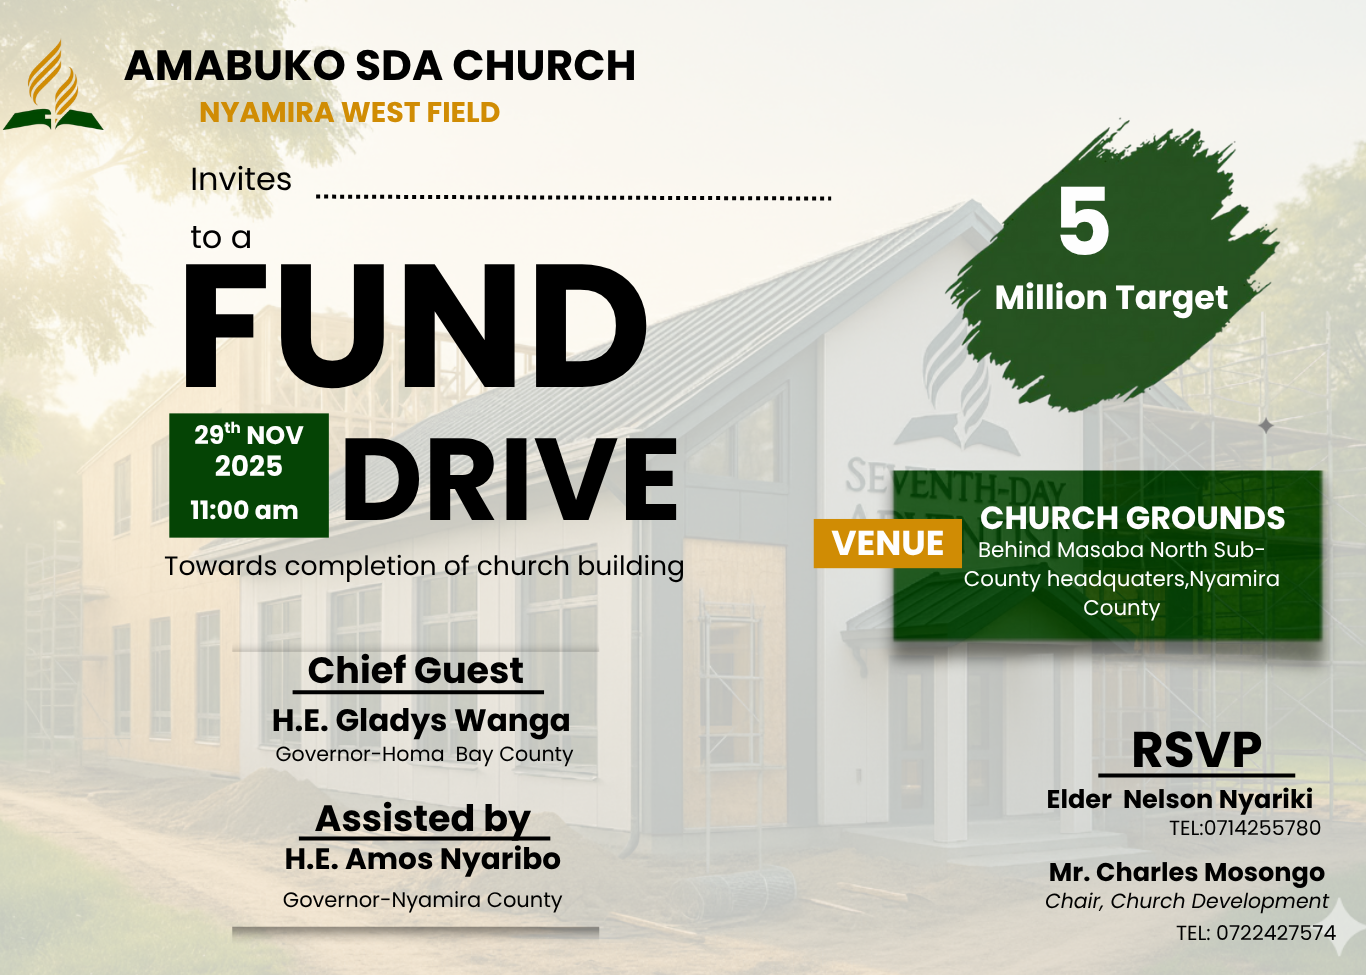 AMABUKO SDA CHURCH
NYAMIRA WEST FIELD
Invites
to a
FUND
DRIVE
29th NOV
2025
11:00 am
Towards completion of church building
5
Million Target
SEVENTH-DAY
VENUE
CHURCH GROUNDS
Behind Masaba North Sub-
County headquaters,Nyamira
County
Chief Guest
H.E. Gladys Wanga
Governor-Homa Bay County
Assisted by
H.E. Amos Nyaribo
Governor-Nyamira County
RSVP
Elder Nelson Nyariki
TEL:0714255780
Mr. Charles Mosongo
Chair, Church Development
TEL: 0722427574